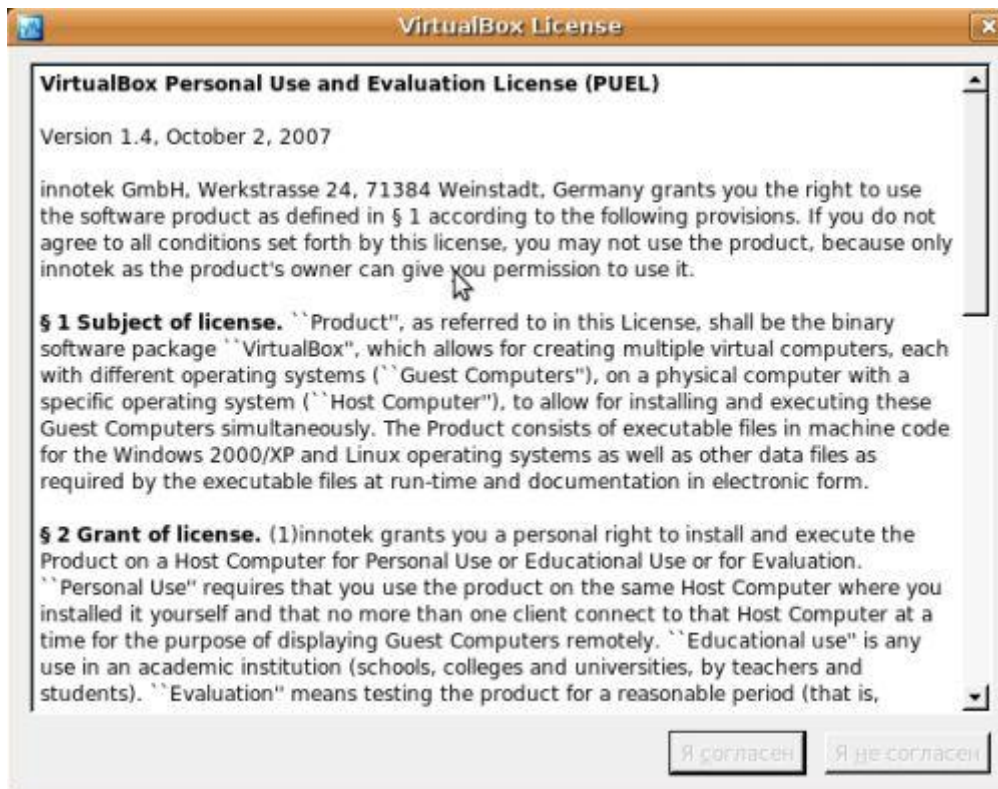 VirtualBox License
VirtualBox Personal Use and Evaluation License (PUEL)
Version 1.4, October 2, 2007
innotek GmbH, Werkstrasse 24, 71384 Weinstadt, Germany grants you the right to use
the software product as defined in § 1 according to the following provisions. If you do not
agree to all conditions set forth by this license, you may not use the product, because only
innotek as the product's owner can give you permission to use it.
§ 1 Subject of license. ``Product'', as referred to in this License, shall be the binary
software package ``VirtualBox'', which allows for creating multiple virtual computers, each
with different operating systems (``Guest Computers''), on a physical computer with a
specific operating system (``Host Computer''), to allow for installing and executing these
Guest Computers simultaneously. The Product consists of executable files in machine code
for the Windows 2000/XP and Linux operating systems as well as other data files as
required by the executable files at run-time and documentation in electronic form.
§ 2 Grant of license. (1)innotek grants you a personal right to install and execute the
Product on a Host Computer for Personal Use or Educational Use or for Evaluation.
``Personal Use'' requires that you use the product on the same Host Computer where you
installed it yourself and that no more than one client connect to that Host Computer at a
time for the purpose of displaying Guest Computers remotely. ``Educational use'' is any
use in an academic institution (schools, colleges and universities, by teachers and
students). ``Evaluation'' means testing the product for a reasonable period (that is,
Я согласен Я не согласен